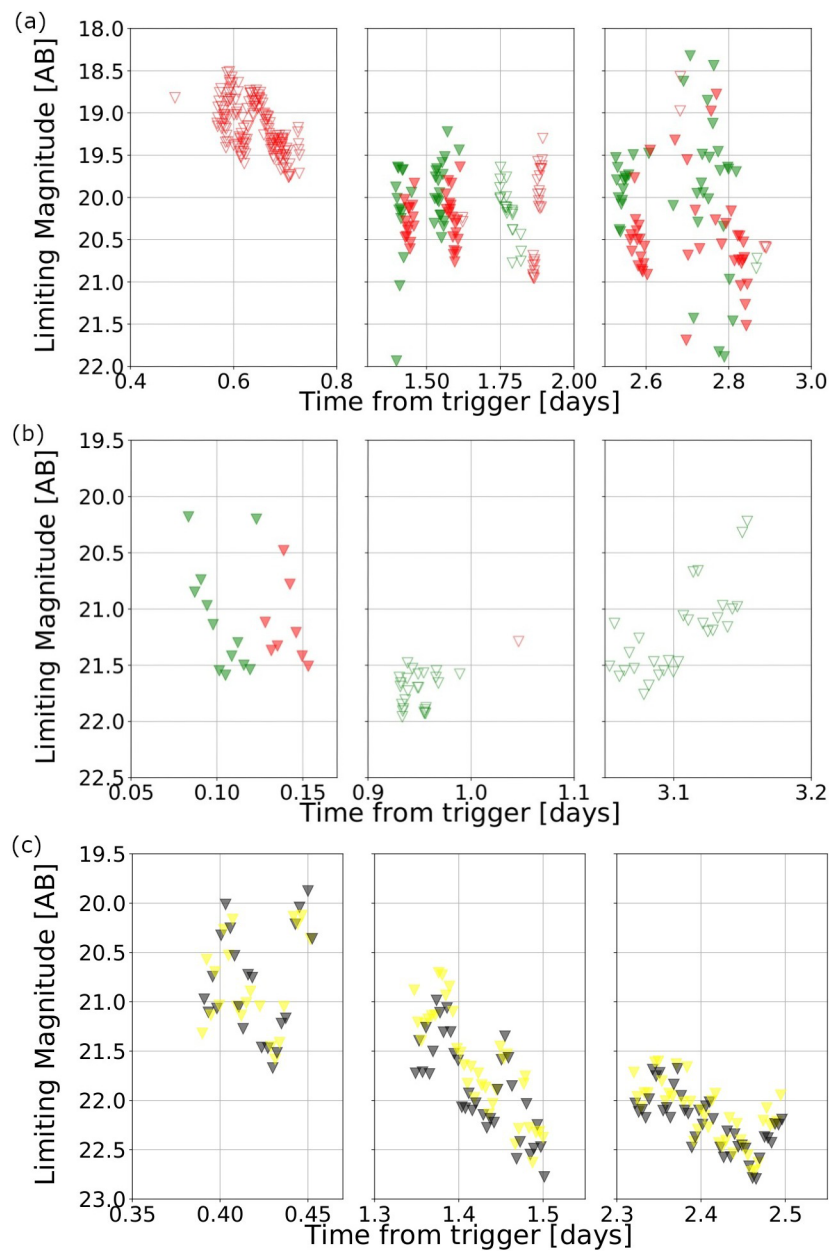 (a)
18.0
18.5
19.0
19.5
20.0
20.5
21.0
21.5
22.0
Limiting Magnitude [AB]
0.4 0.6 0.8 1.50 1.75 2.00 2.6 2.8 3.0
Time from trigger [days]
(b)
19.5
20.0
20.5
21.0
21.5
22.0
22.5
Limiting Magnitude [AB]
0.05 0.10 0.15 0.9 1.0 1.1 3.1 3.2
Time from trigger [days]
(c)
19.5
20.0
20.5
21.0
21.5
22.0
22.5
23.0
Limiting Magnitude [AB]
0.35 0.40 0.45 1.3 1.4 1.5 2.3 2.4 2.5
Time from trigger [days]